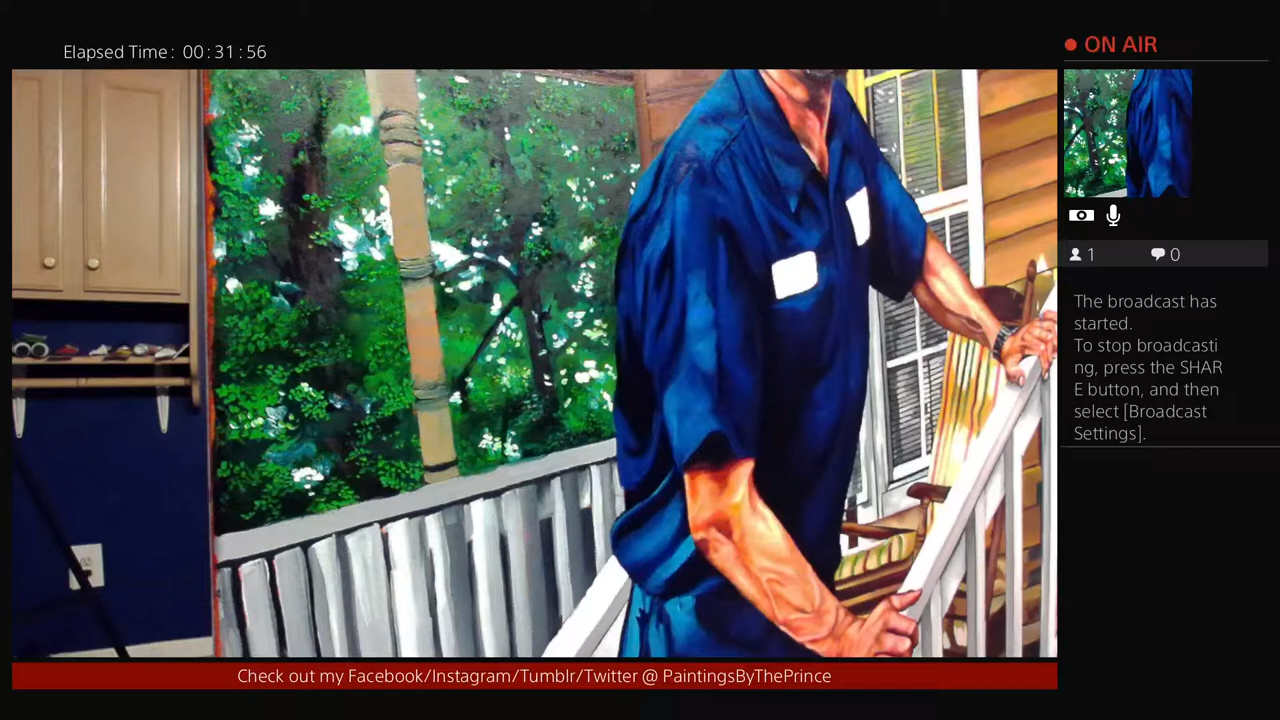 Elapsed Time: 00:31:56
ON AIR
1
0
The broadcast has
started.
To stop broadcasti
ng, press the SHAR
E button, and then
select [Broadcast
Settings].
Check out my Facebook/Instagram/Tumblr/Twitter @ PaintingsByThePrince